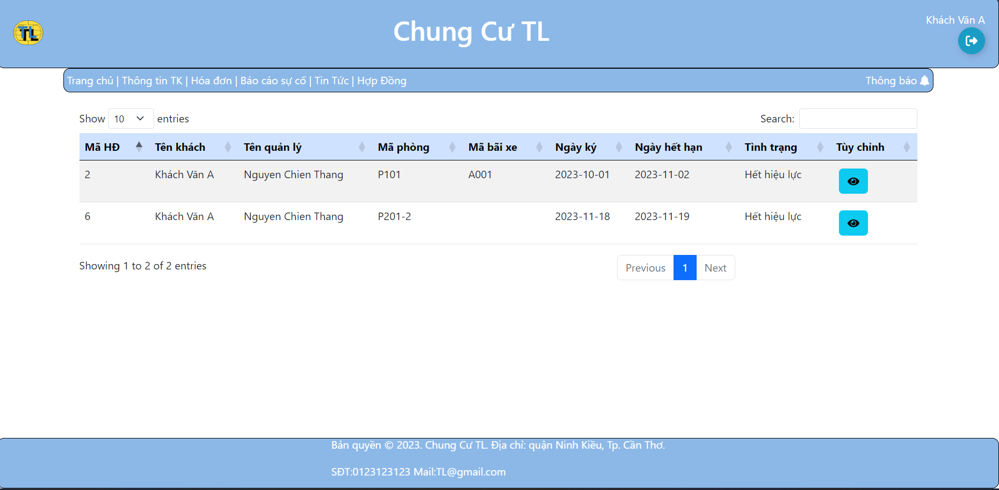 TL
Chung Cư TL
Khách Văn A
Trang chủ | Thông tin TK | Hóa đơn | Báo cáo sự cố | Tin Tức | Hợp Đồng
Thông báo
Show 10 entries
Search:
Mã HĐ Tên khách Tên quản lý Mã phòng Mã bãi xe Ngày ký Ngày hết hạn Tình trạng Tùy chỉnh
2 Khách Văn A Nguyen Chien Thang P101 A001 2023-10-01 2023-11-02 Hết hiệu lực
6 Khách Văn A Nguyen Chien Thang P201-2 2023-11-18 2023-11-19 Hết hiệu lực
Showing 1 to 2 of 2 entries
Previous 1 Next
Bản quyền © 2023. Chung Cư TL. Địa chỉ: quận Ninh Kiều, Tp. Cần Thơ.
SĐT:0123123123 Mail:TL@gmail.com